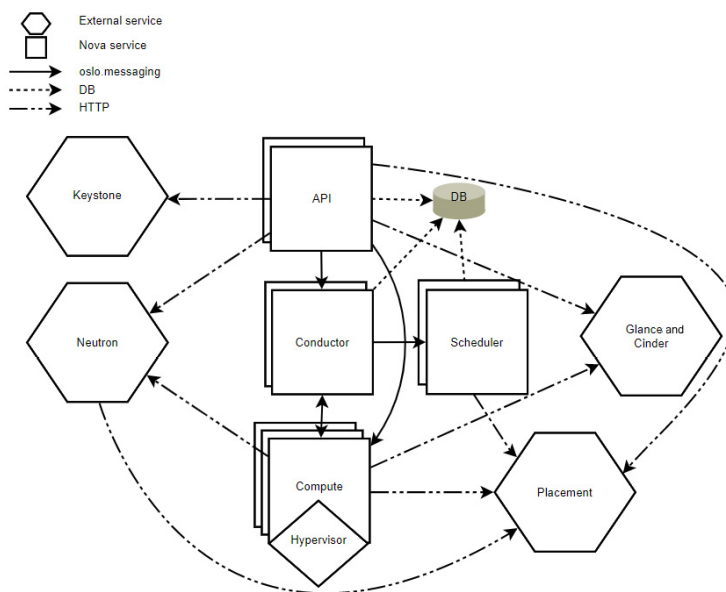 External service
Nova service
oslo.messaging
DB
HTTP
Keystone
API
DB
Neutron
Conductor
Scheduler
Glance and
Cinder
Compute
Placement
Hypervisor